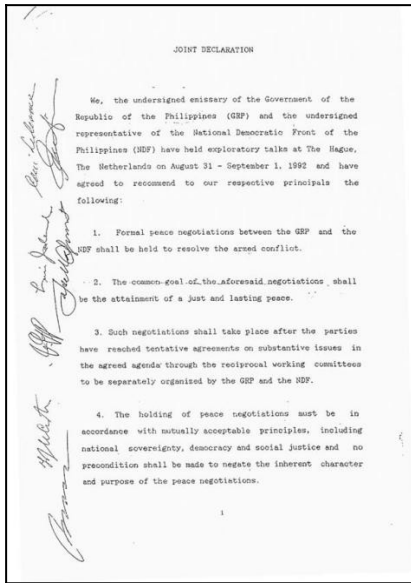 JOINT DECLARATION
We, the undersigned emissary of the Government of the
Republic of the Philippines (GRP) and the undersigned
representative of the National Democratic Front of the
Philippines (NDF) have held exploratory talks at The Hague,
The Netherlands on August 31 - September 1, 1992 and have
agreed to recommend to our respective principals the
following:
1. Formal peace negotiations between the GRP and the
NDF shall be held to resolve the armed conflict.
2. The common goal of the aforesaid negotiations shall
be the attainment of a just and lasting peace.
3. Such negotiations shall take place after the parties
have reached tentative agreements on substantive issues in
the agreed agenda through the reciprocal working committees
to be separately organized by the GRP and the NDF.
4. The holding of peace negotiations must be in
accordance with mutually acceptable principles, including
national sovereignty, democracy and social justice and no
precondition shall be made to negate the inherent character
and purpose of the peace negotiations.
1